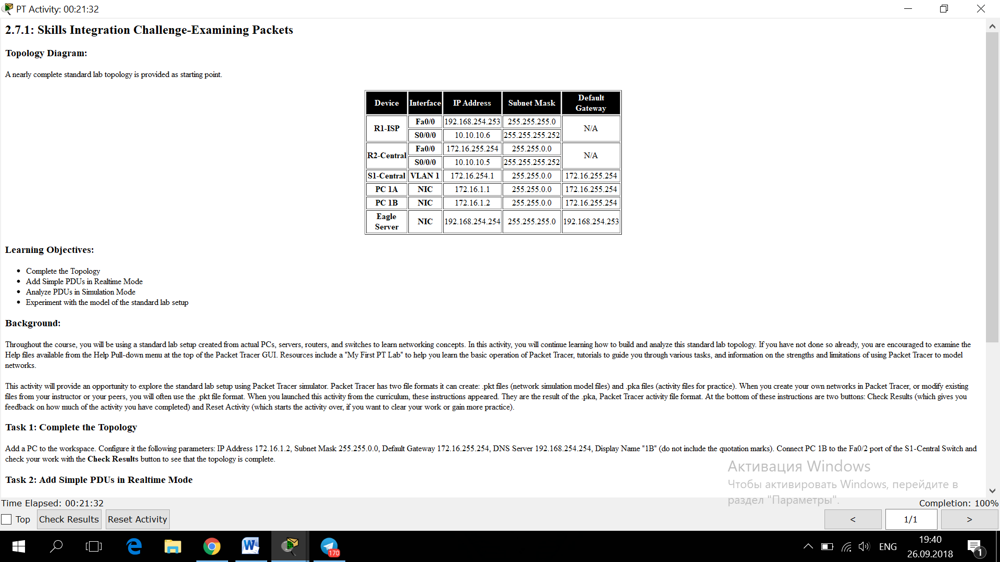 PT Activity: 00:21:32
2.7.1: Skills Integration Challenge-Examining Packets
Topology Diagram:
A nearly complete standard lab topology is provided as starting point.
Device Interface IP Address Subnet Mask Default Gateway
R1-ISP Fa0/0 192.168.254.253 255.255.255.0 N/A
S0/0/0 10.10.10.6 255.255.255.252
R2-Central Fa0/0 172.16.255.254 255.255.0.0 N/A
S0/0/0 10.10.10.5 255.255.255.252
S1-Central VLAN 1 172.16.254.1 255.255.0.0 172.16.255.254
PC 1A NIC 172.16.1.1 255.255.0.0 172.16.255.254
PC 1B NIC 172.16.1.2 255.255.0.0 172.16.255.254
Eagle Server NIC 192.168.254.254 255.255.255.0 192.168.254.253
Learning Objectives:
• Complete the Topology
• Add Simple PDUs in Realtime Mode
• Analyze PDUs in Simulation Mode
• Experiment with the model of the standard lab setup
Background:
Throughout the course, you will be using a standard lab setup created from actual PCs, servers, routers, and switches to learn networking concepts. In this activity, you will continue learning how to build and analyze this standard lab topology. If you have not done so already, you are encouraged to examine the
Help files available from the Help Pull-down menu at the top of the Packet Tracer GUI. Resources include a "My First PT Lab" to help you learn the basic operation of Packet Tracer, tutorials to guide you through various tasks, and information on the strengths and limitations of using Packet Tracer to model
networks.
This activity will provide an opportunity to explore the standard lab setup using Packet Tracer simulator. Packet Tracer has two file formats it can create: .pkt files (network simulation model files) and .pka files (activity files for practice). When you create your own networks in Packet Tracer, or modify existing
files from your instructor or your peers, you will often use the .pkt file format. When you launched this activity from the curriculum, these instructions appeared. They are the result of the .pka, Packet Tracer activity file format. At the bottom of these instructions are two buttons: Check Results (which gives you
feedback on how much of the activity you have completed) and Reset Activity (which starts the activity over, if you want to clear your work or gain more practice).
Task 1: Complete the Topology
Add a PC to the workspace. Configure it the following parameters: IP Address 172.16.1.2, Subnet Mask 255.255.0.0, Default Gateway 172.16.255.254, DNS Server 192.168.254.254, Display Name "1B" (do not include the quotation marks). Connect PC 1B to the Fa0/2 port of the S1-Central Switch and
check your work with the Check Results button to see that the topology is complete.
Task 2: Add Simple PDUs in Realtime Mode
Активация Windows
Чтобы активировать Windows, перейдите в
раздел "Параметры".
Time Elapsed: 00:21:32
Completion: 100%
Top
Check Results
Reset Activity
<
1/1
>
170
ENG
19:40
26.09.2018
1